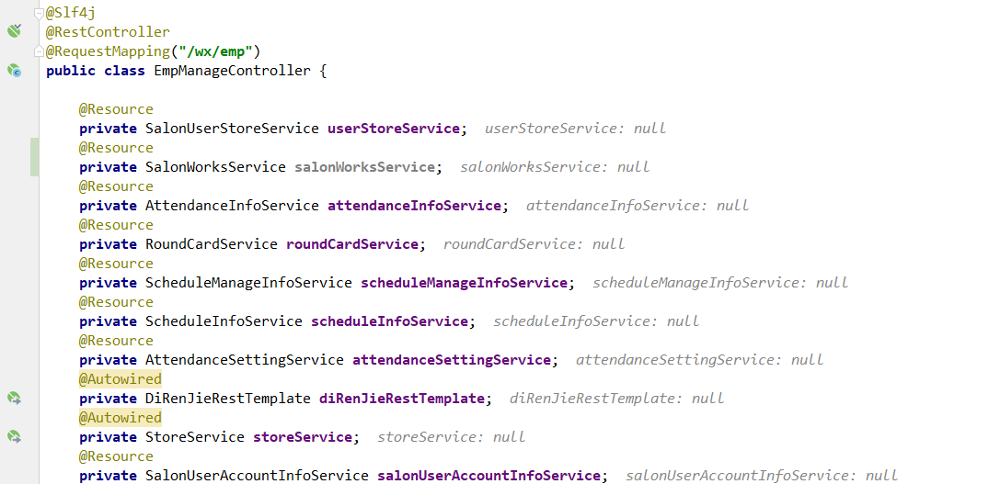 @Slf4j
@RestController
@RequestMapping("/wx/emp")
public class EmpManageController {
@Resource
private SalonUserStoreService userStoreService; userStoreService: null
@Resource
private SalonWorksService salonWorksService; salonWorksService: null
@Resource
private AttendanceInfoService attendanceInfoService; attendanceInfoService: null
@Resource
private RoundCardService roundCardService; roundCardService: null
@Resource
private ScheduleManageInfoService scheduleManageInfoService; scheduleManageInfoService: null
@Resource
private ScheduleInfoService scheduleInfoService; scheduleInfoService: null
@Resource
private AttendanceSettingService attendanceSettingService; attendanceSettingService: null
@Autowired
private DiRenJieRestTemplate diRenJieRestTemplate; diRenJieRestTemplate: null
@Autowired
private StoreService storeService; storeService: null
@Resource
private SalonUserAccountInfoService salonUserAccountInfoService; salonUserAccountInfoService: null